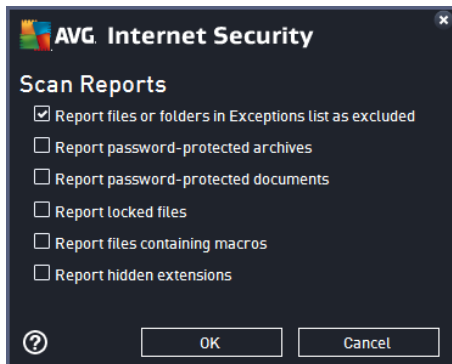 AVG. Internet Security
Scan Reports
Report files or folders in Exceptions list as excluded
Report password-protected archives
Report password-protected documents
Report locked files
Report files containing macros
Report hidden extensions
?
OK
Cancel